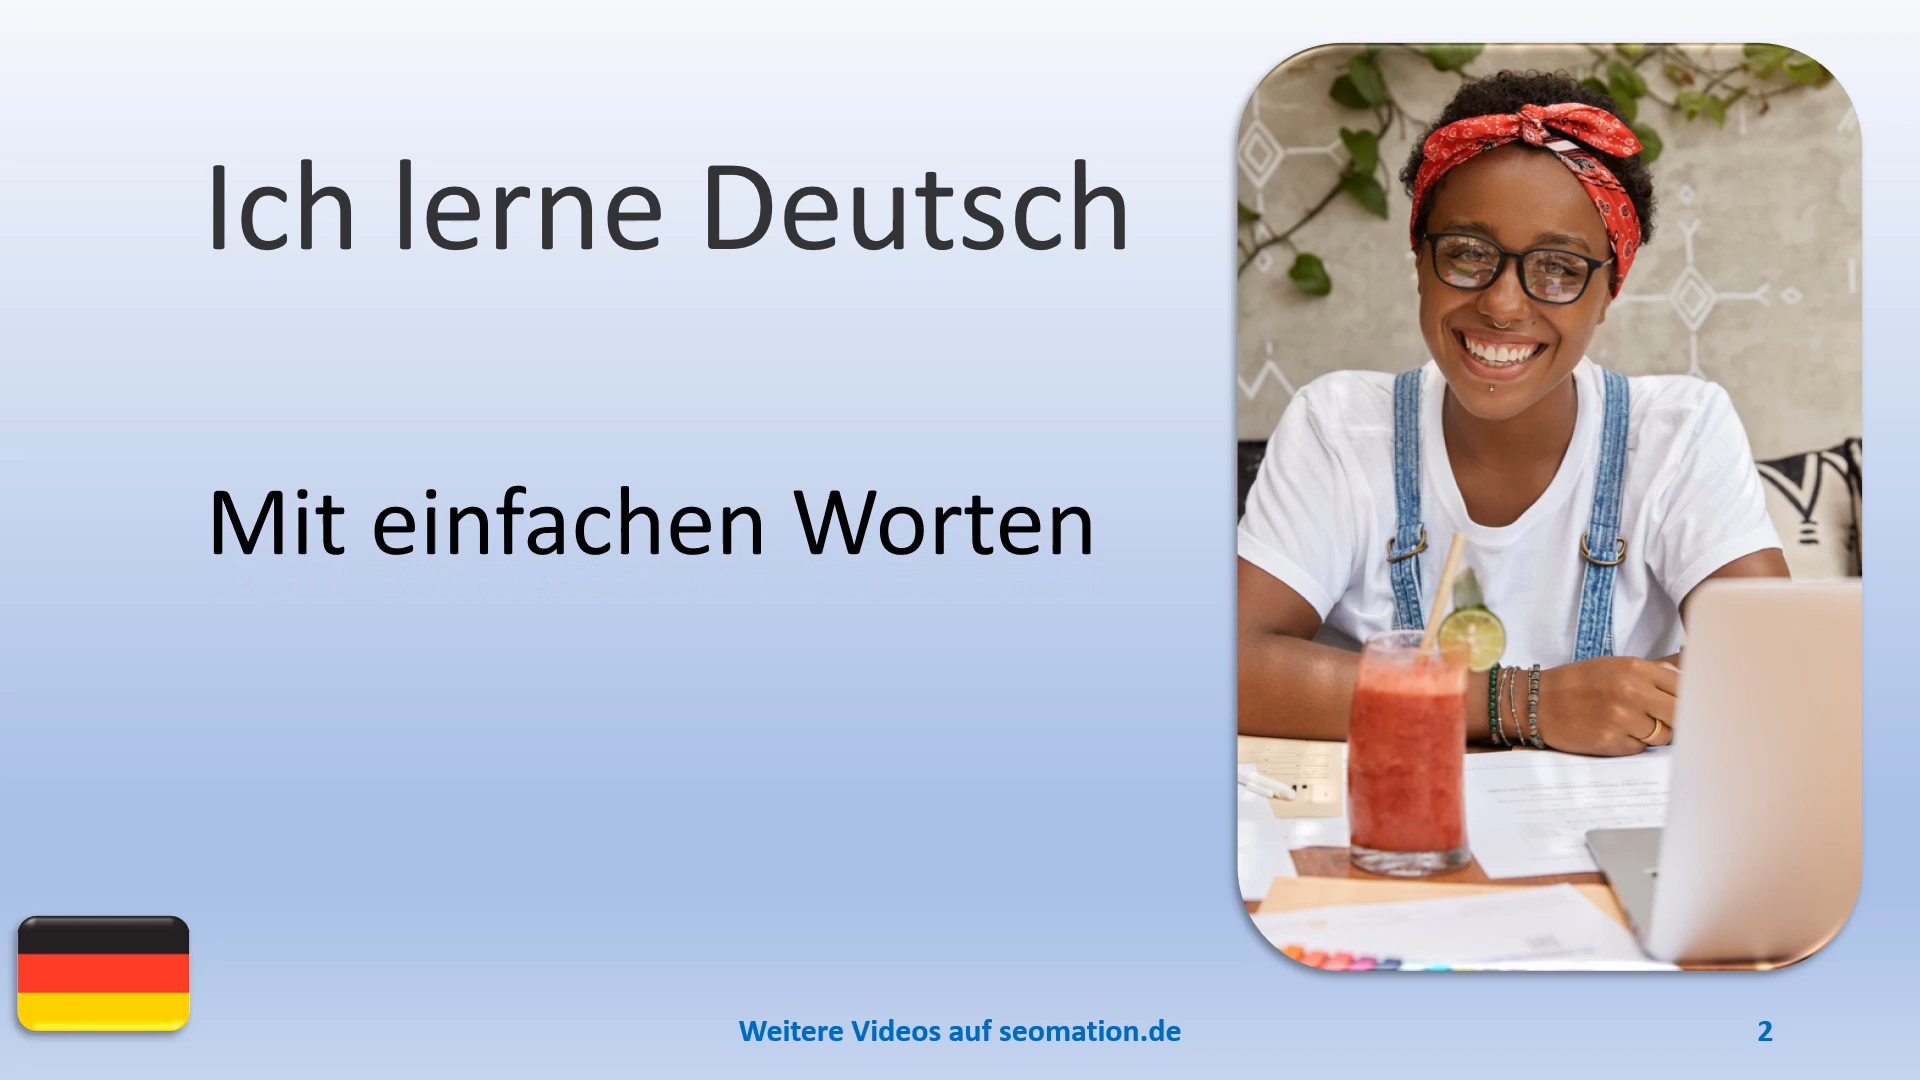 Ich lerne Deutsch
Mit einfachen Worten
Weitere Videos auf seomation.de
2